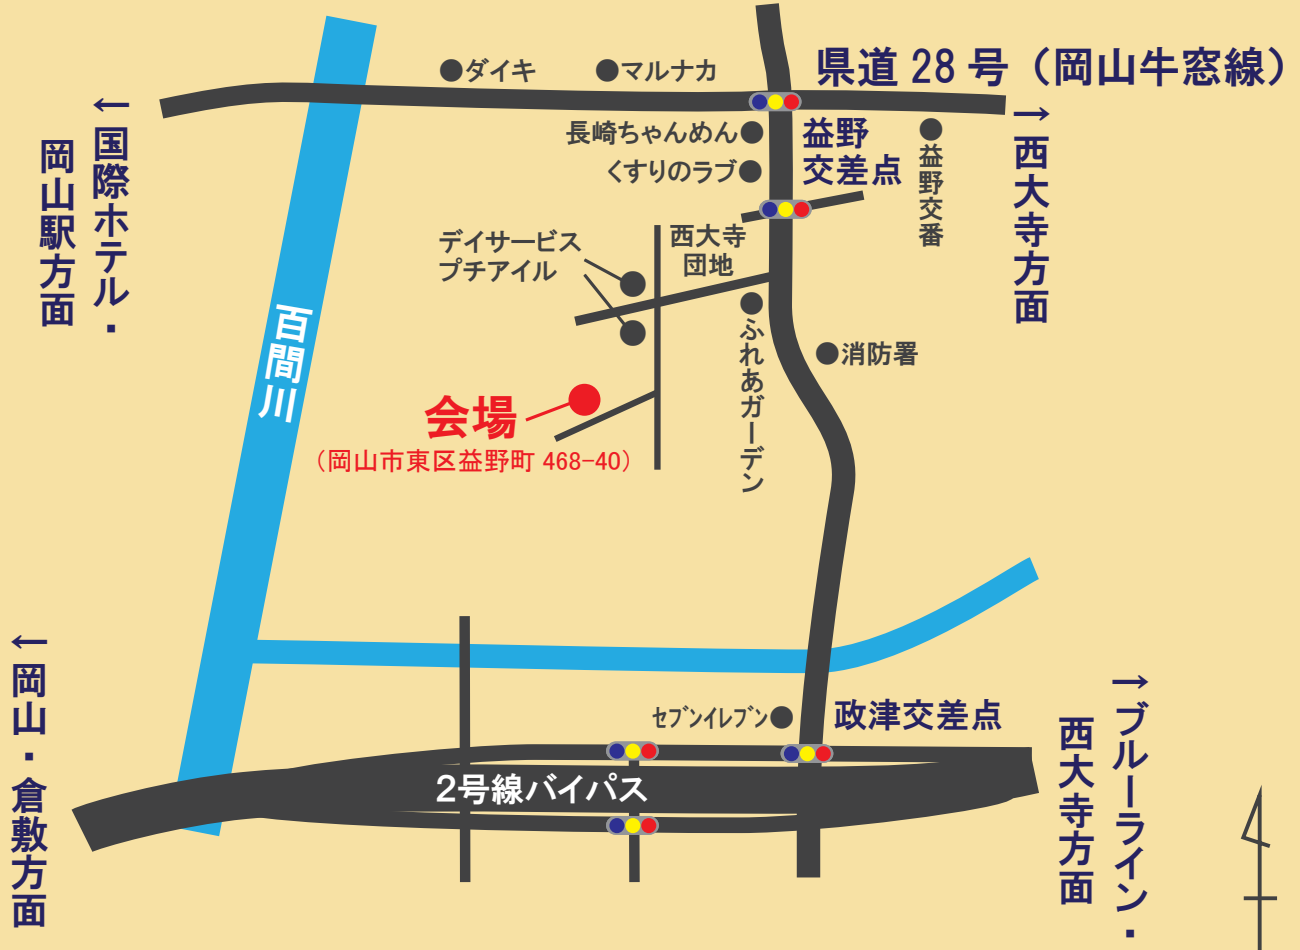 県道 28 号（岡山牛窓線）
●ダイキ
●マルナカ
←国際ホテル・
岡山駅方面
長崎ちゃんめん●
益野
交差点
くすりのラブ●
益野交番
→西大寺方面
デイサービス
プチアイル
西大寺
団地
百間川
ふれあガーデン
●消防署
会場
（岡山市東区益野町 468-40）
←岡山・倉敷方面
セブンイレブン●
政津交差点
→ブルーライン・
西大寺方面
2号線バイパス